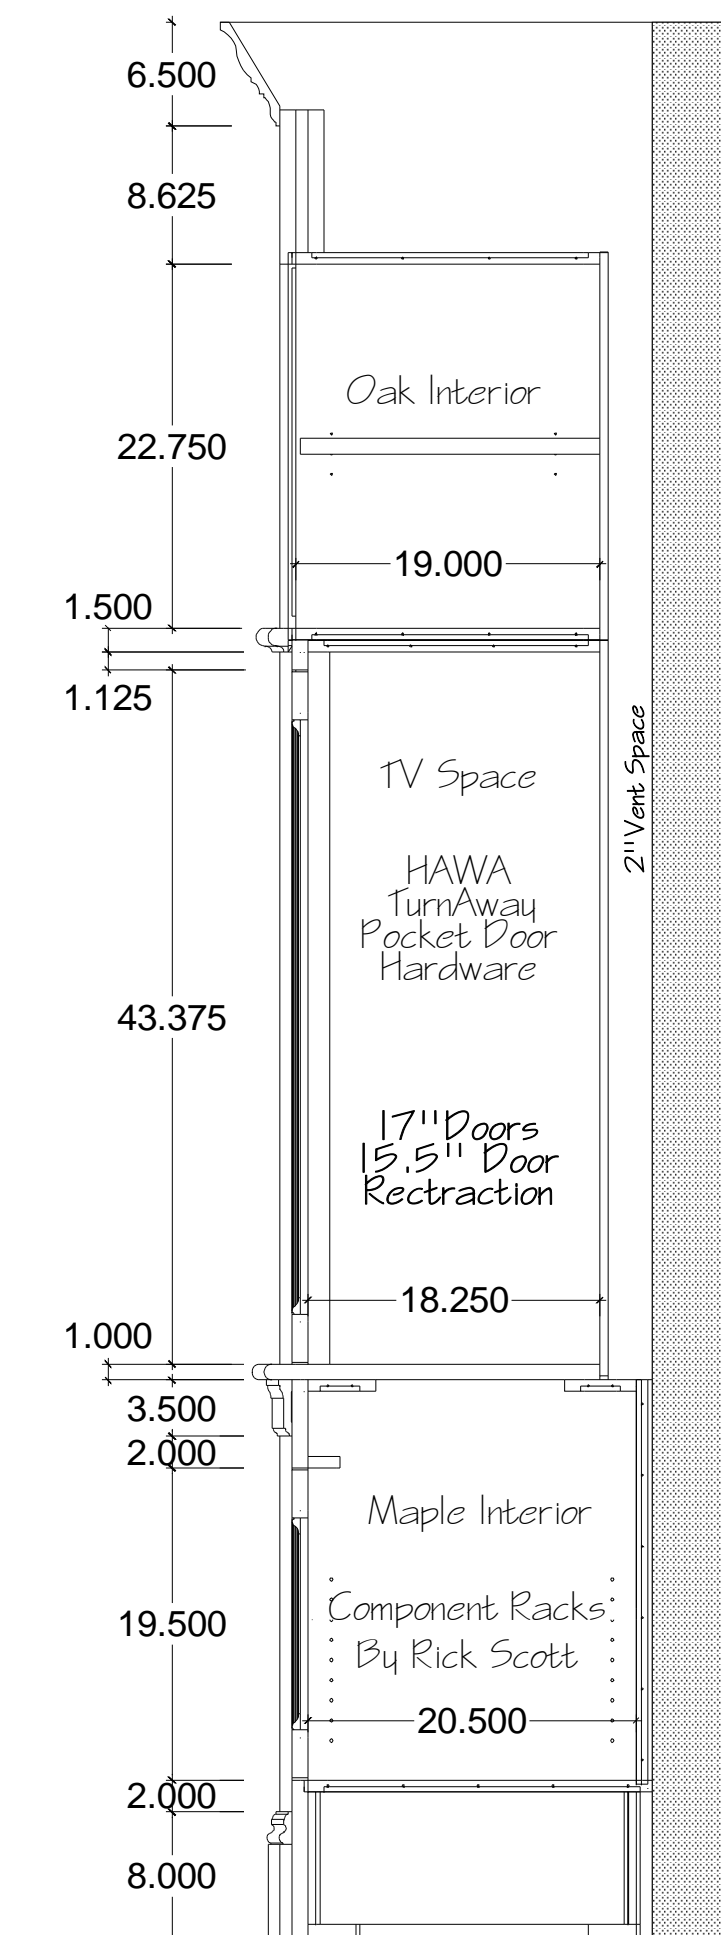 6.500
8.625
Oak Interior
22.750
19.000
1.500
1.125
2" Vent Space
TV Space
HAWA
TurnAway
Pocket Door
Hardware
43.375
17" Doors
15.5" Door
Rectraction
18.250
1.000
3.500
2.000
Maple Interior
Component Racks
By Rick Scott
19.500
20.500
2.000
8.000